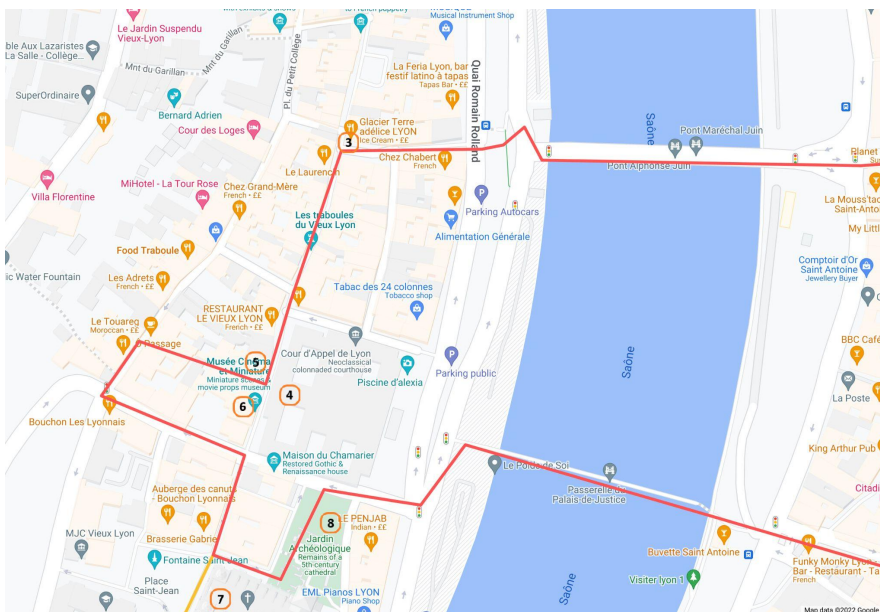 Le Jardin Suspendu
Vieux-Lyon
Musical Instrument Shop
ble Aux Lazaristes
La Salle - Collège...
Mnt du Garillan
Mnt du Garillan
Pl. du Petit Collège
La Feria Lyon, bar
festif latino à tapas
Tapas Bar • ££
Quai Romain Rolland
SuperOrdinaire
Bernard Adrien
Cour des Loges
Glacier Terre
adélice LYON
Ice Cream • ££
3
Saône
Pont Maréchal Juin
Pont Alphonse Juin
Planet
Le Laurencin
Chez Chabert
French
MiHotel - La Tour Rose
Villa Florentine
Chez Grand-Mère
French • ££
Parking Autocars
La Mouss'tac
Saint-Anto
My Littl
Les traboules
du Vieux Lyon
Alimentation Générale
Food Traboule
ic Water Fountain
Les Adrets
French • ££
Tabac des 24 colonnes
Tobacco shop
Comptoir d'Or
Saint Antoine
Jewellery Buyer
RESTAURANT
LE VIEUX LYON
French • ££
Le Touareg
Moroccan • ££
Passage
Cour d'Appel de Lyon
Neoclassical
colonnaded courthouse
BBC Café
5
Musée Cinéma
et Miniature
Miniature scenes &
movie props museum
Piscine d'alexia
Parking public
Saône
La Poste
4
6
Bouchon Les Lyonnais
King Arthur Pub
Maison du Chamarier
Restored Gothic &
Renaissance house
Le Poids de Soi
Passerelle du
Palais-de-Justice
Citadi
Auberge des canuts
- Bouchon Lyonnais
Brasserie Gabriel
8
LE PENJAB
Indian • ££
MJC Vieux Lyon
Fontaine Saint-Jean
Jardin
Archéologique
Remains of a
5th-century
cathedral
Buvette Saint Antoine
Funky Monky Lyon -
Bar - Restaurant - Ta
French
Place
Saint-Jean
7
EML Pianos LYON
Piano Shop
Saône
Visiter lyon 1
Map data ©2022 Google